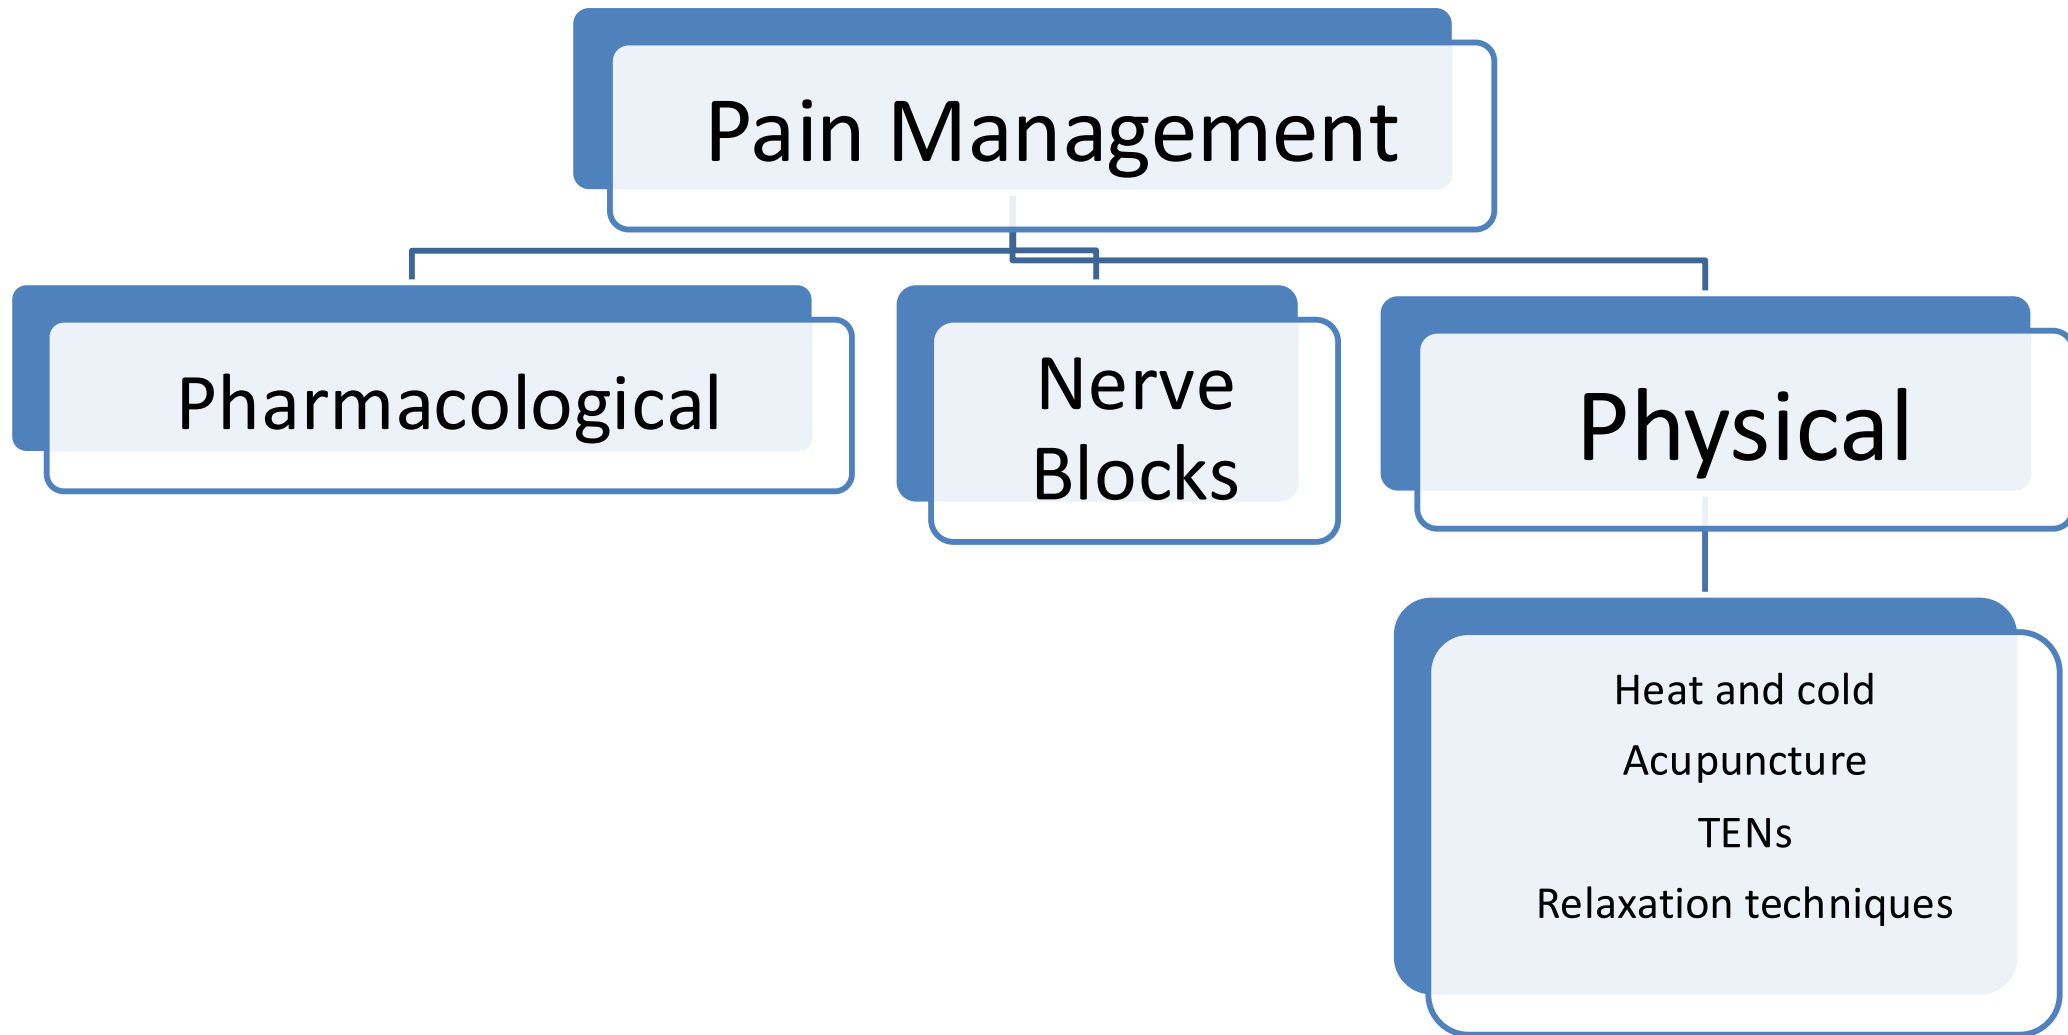 Pain Management
Pharmacological
Nerve
Blocks
Physical
Heat and cold
Acupuncture
TENs
Relaxation techniques